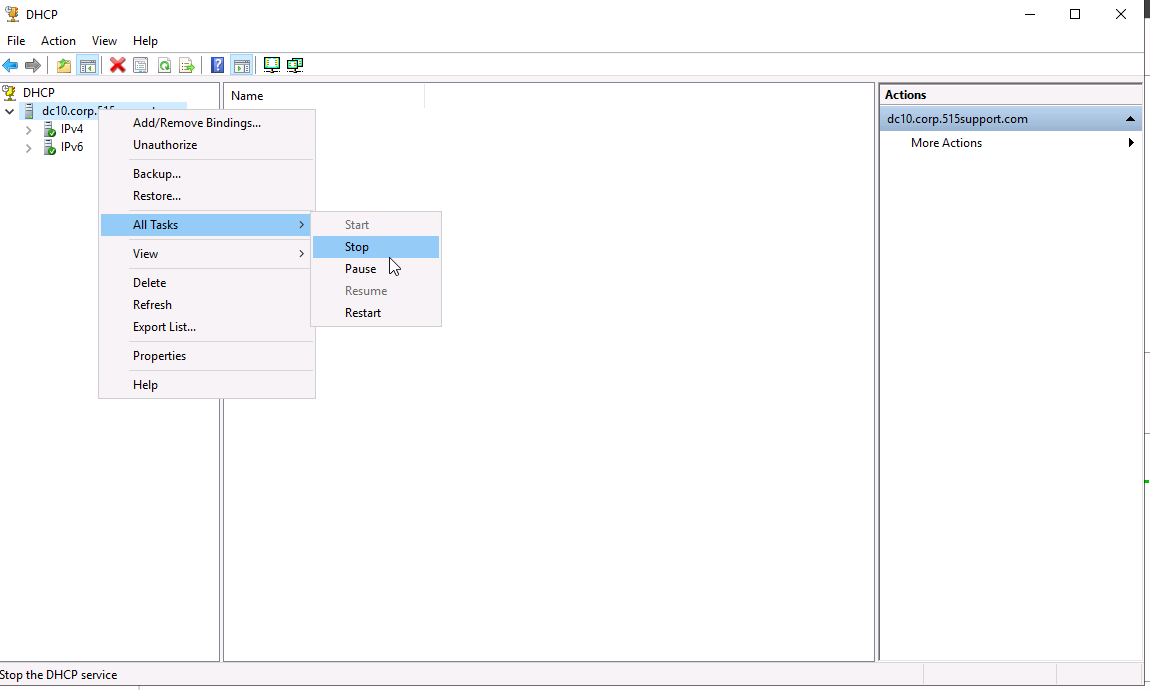 DHCP
File Action View Help
DHCP
dc10.corp.515
IPv4
IPv6
Add/Remove Bindings...
Unauthorize
Backup...
Restore...
All Tasks
View
Delete
Refresh
Export List...
Properties
Help
Start
Stop
Pause
Resume
Restart
Name
Actions
dc10.corp.515support.com
More Actions
Stop the DHCP service